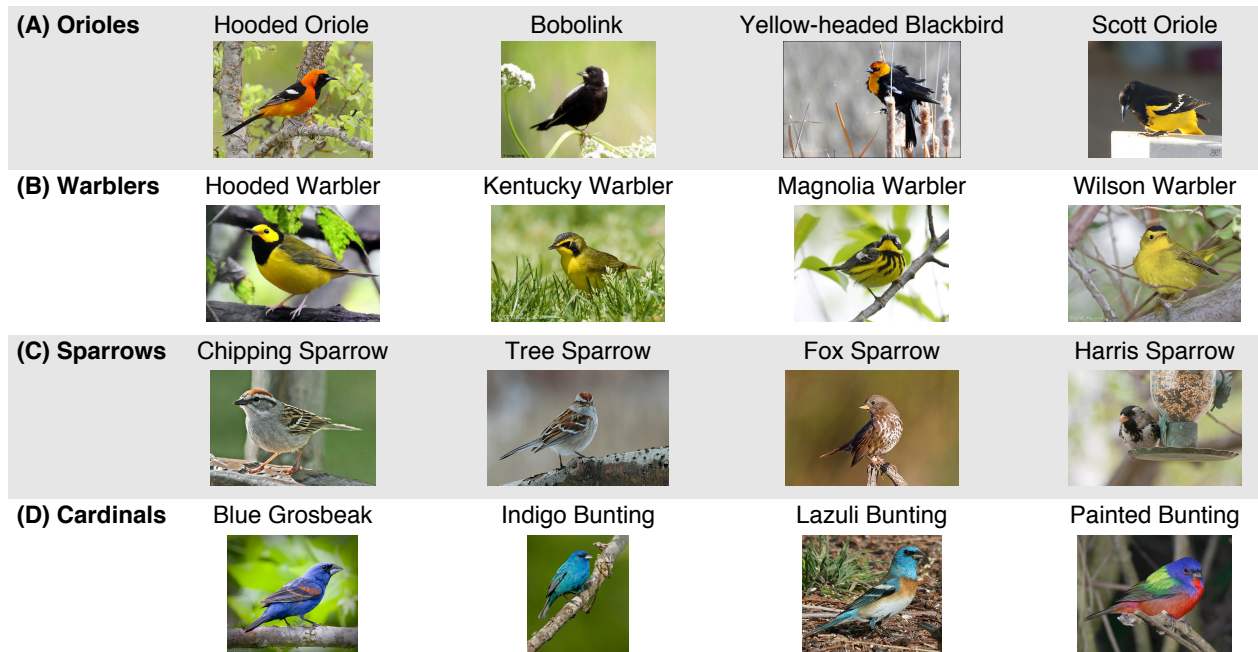 (A) Orioles Hooded Oriole Bobolink Yellow-headed Blackbird Scott Oriole
(B) Warblers Hooded Warbler Kentucky Warbler Magnolia Warbler Wilson Warbler
(C) Sparrows Chipping Sparrow Tree Sparrow Fox Sparrow Harris Sparrow
(D) Cardinals Blue Grosbeak Indigo Bunting Lazuli Bunting Painted Bunting